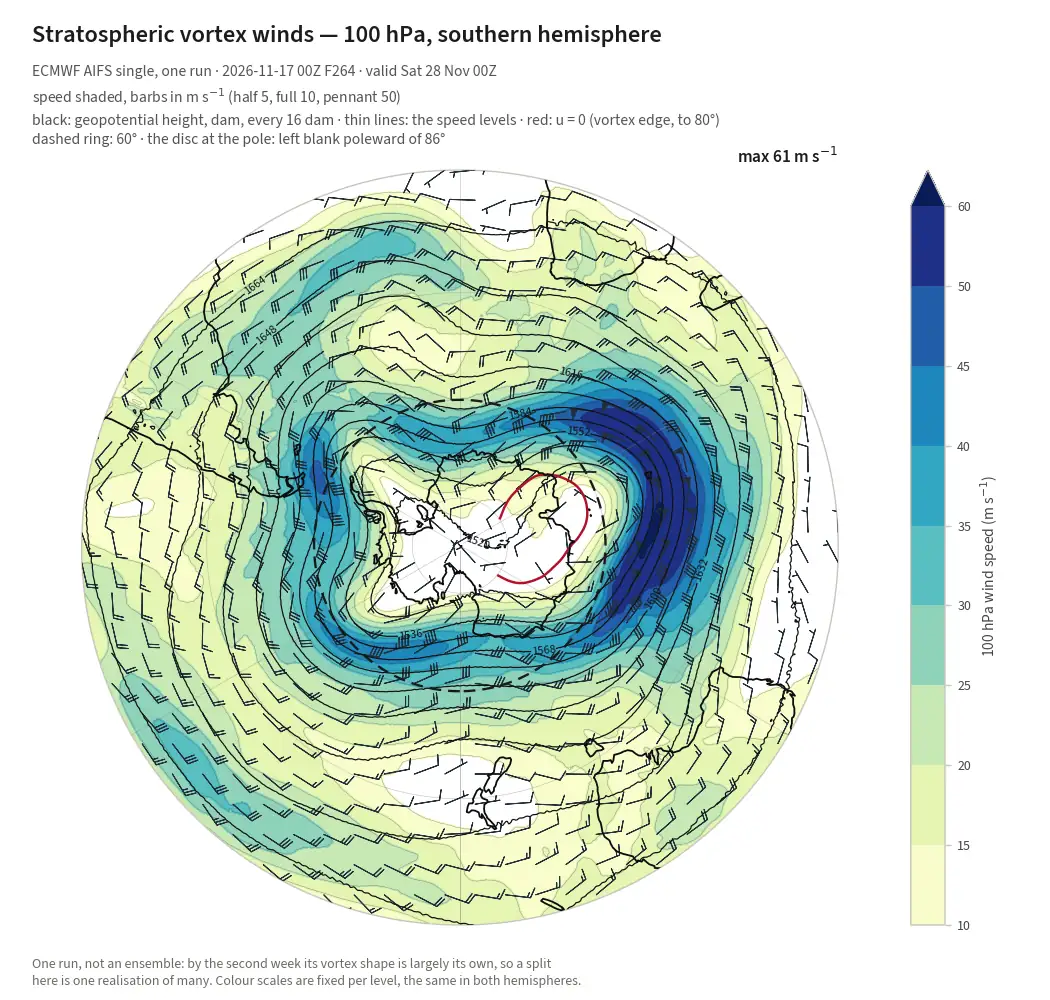 Stratospheric vortex winds — 100 hPa, southern hemisphere
ECMWF AIFS single, one run · 2026-11-17 00Z F264 · valid Sat 28 Nov 00Z
speed shaded, barbs in m s⁻¹ (half 5, full 10, pennant 50)
black: geopotential height, dam, every 16 dam · thin lines: the speed levels · red: u = 0 (vortex edge, to 80°)
dashed ring: 60° · the disc at the pole: left blank poleward of 86°
max 61 m s⁻¹
1664
1648
1616
1584
1552
1520
1632
1600
1536
1568
60
50
45
40
35
30
25
20
15
10
100 hPa wind speed (m s⁻¹)
One run, not an ensemble: by the second week its vortex shape is largely its own, so a split
here is one realisation of many. Colour scales are fixed per level, the same in both hemispheres.